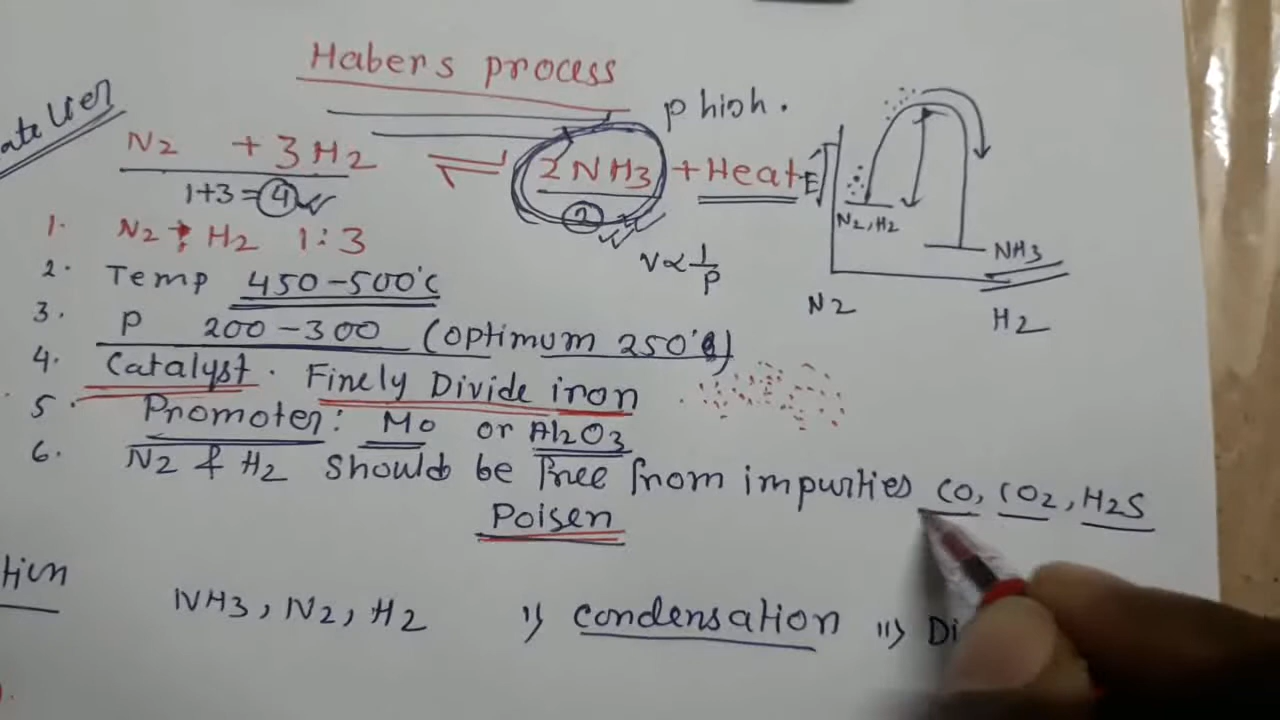 Habers process
P high.
N2 + 3H2 ⇌ 2NH3 + Heat
1+3=4
2
V∝1/P
E
N2,H2
NH3
N2
H2
1. N2 : H2 1:3
2. Temp 450-500°C
3. P 200-300 (optimum 250
4. Catalyst. Finely Divide iron
5. Promoter: Mo or Al2O3
6. N2 & H2 should be free from impurties CO, CO2, H2S
Poisen
NH3, N2, H2 i) condensation ii) Di